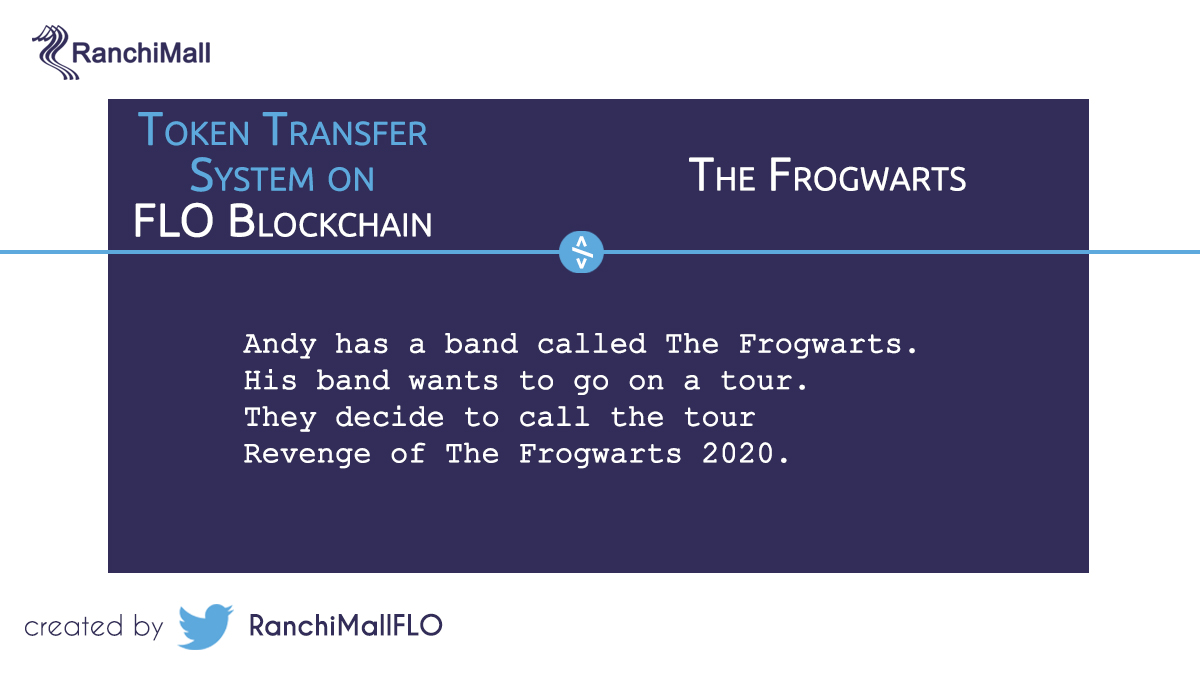 RanchiMall
Token Transfer
System on
FLO Blockchain
The Frogwarts
Andy has a band called The Frogwarts.
His band wants to go on a tour.
They decide to call the tour
Revenge of The Frogwarts 2020.
created by RanchiMallFLO